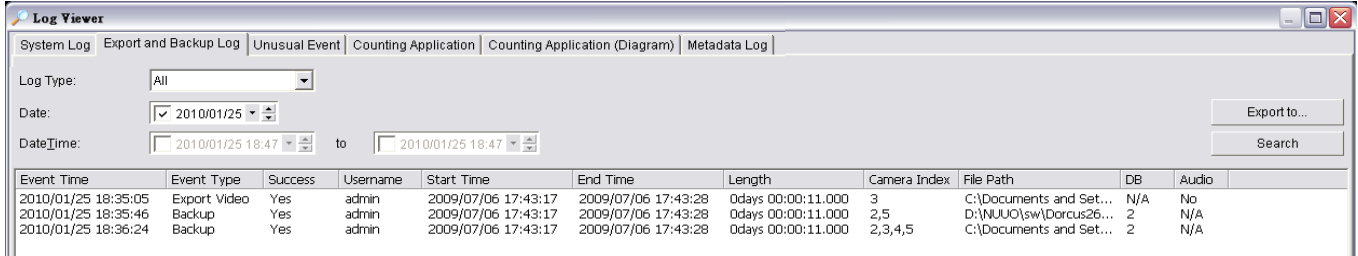 Log Viewer
System Log Export and Backup Log Unusual Event Counting Application Counting Application (Diagram) Metadata Log
Log Type: All
Date: 2010/01/25 Export to...
DateTime: 2010/01/25 18:47 to 2010/01/25 18:47 Search
Event Time Event Type Success Username Start Time End Time Length Camera Index File Path DB Audio
2010/01/25 18:35:05 Export Video Yes admin 2009/07/06 17:43:17 2009/07/06 17:43:28 0days 00:00:11.000 3 C:\Documents and Set... N/A No
2010/01/25 18:35:46 Backup Yes admin 2009/07/06 17:43:17 2009/07/06 17:43:28 0days 00:00:11.000 2,5 D:\NUUO\sw\Dorcus26... 2 N/A
2010/01/25 18:36:24 Backup Yes admin 2009/07/06 17:43:17 2009/07/06 17:43:28 0days 00:00:11.000 2,3,4,5 C:\Documents and Set... 2 N/A